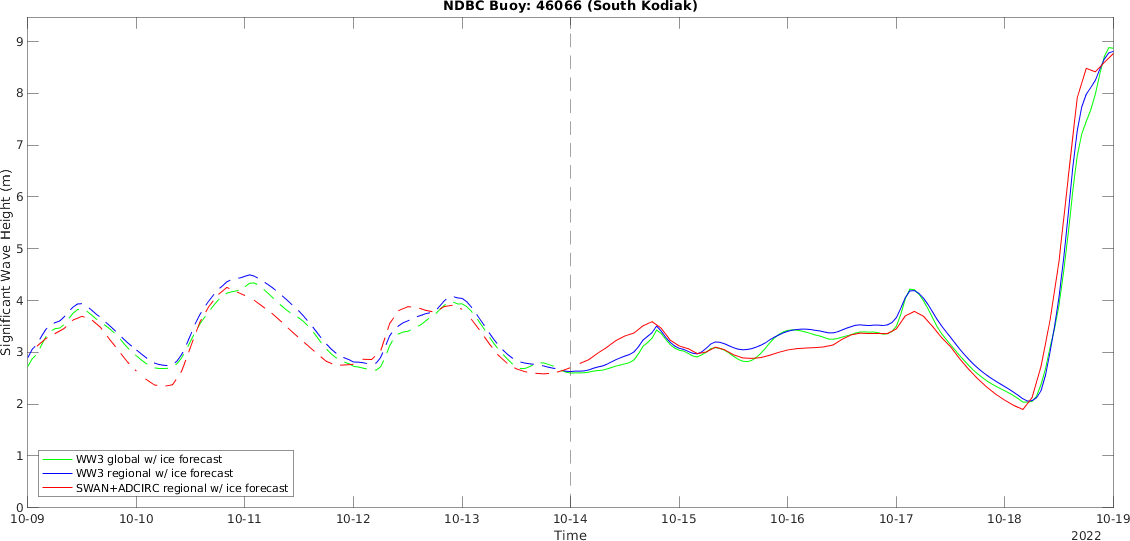 NDBC Buoy: 46066 (South Kodiak)
Significant Wave Height (m)
9
8
7
6
5
4
3
2
1
0
WW3 global w/ ice forecast
WW3 regional w/ ice forecast
SWAN+ADCIRC regional w/ ice forecast
10-09 10-10 10-11 10-12 10-13 10-14 10-15 10-16 10-17 10-18 10-19
Time
2022